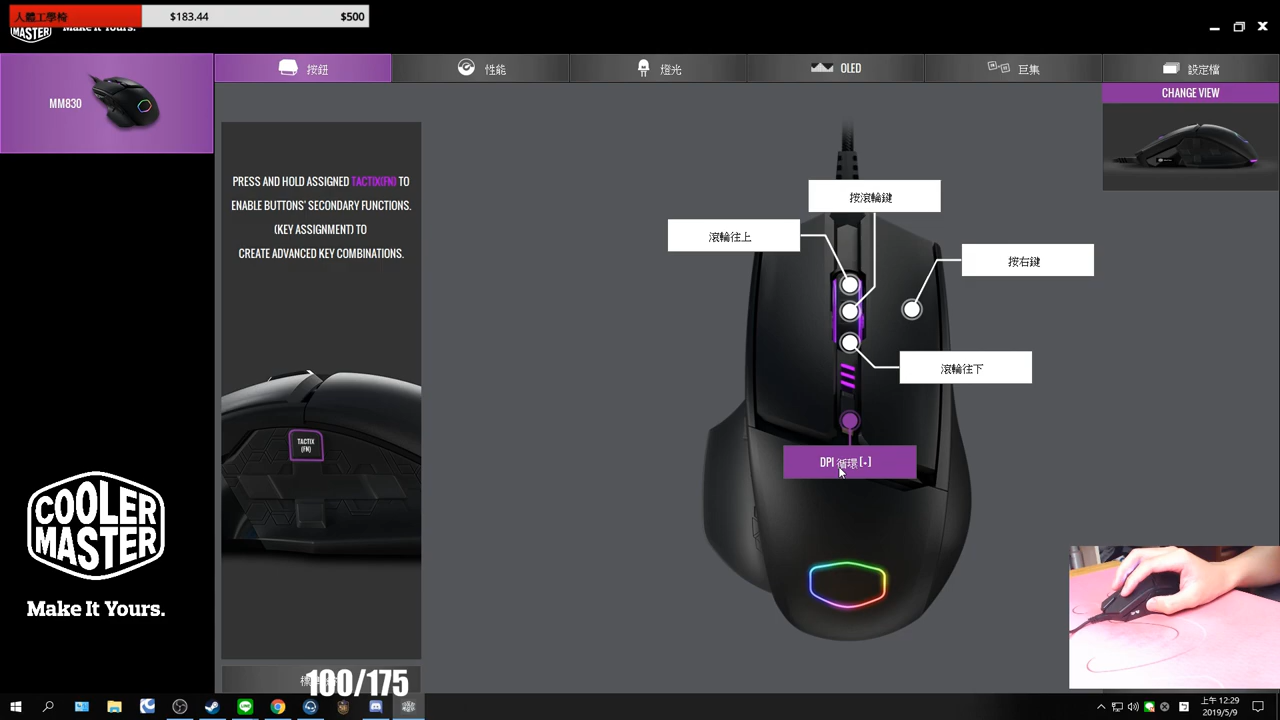 人體工學椅
$183.44
$500
MASTER
Make It Yours.
MM830
按鈕
性能
燈光
OLED
巨集
設定檔
CHANGE VIEW
PRESS AND HOLD ASSIGNED TACTIX(FN) TO
ENABLE BUTTONS' SECONDARY FUNCTIONS.
(KEY ASSIGNMENT) TO
CREATE ADVANCED KEY COMBINATIONS.
按滾輪鍵
滾輪往上
按右鍵
滾輪往下
DPI 循環 [+]
TACTIX
(FN)
COOLER
MASTER
Make It Yours.
100/175
上午 12:29
2019/5/9